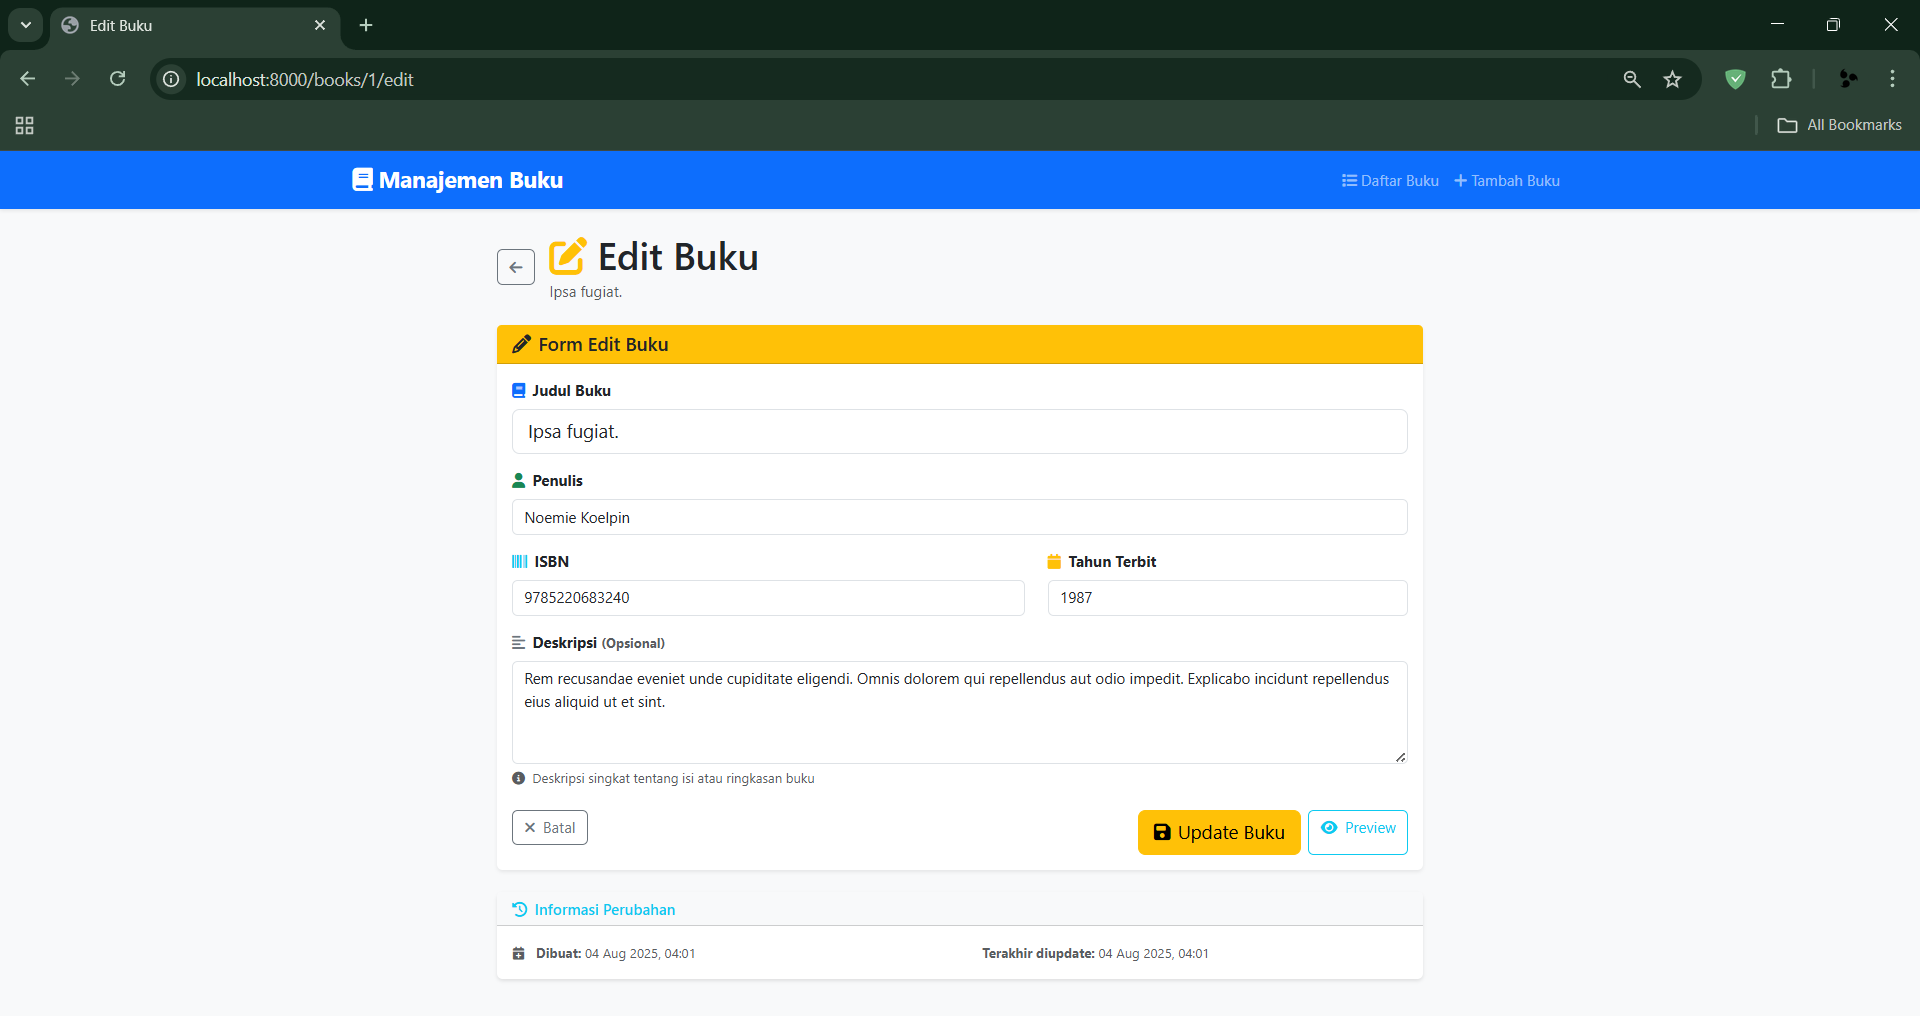 Edit Buku
localhost:8000/books/1/edit
All Bookmarks
Manajemen Buku
Daftar Buku
Tambah Buku
Edit Buku
Ipsa fugiat.
Form Edit Buku
Judul Buku
Ipsa fugiat.
Penulis
Noemie Koelpin
ISBN
Tahun Terbit
9785220683240
1987
Deskripsi (Opsional)
Rem recusandae eveniet unde cupiditate eligendi. Omnis dolorem qui repellendus aut odio impedit. Explicabo incidunt repellendus
eius aliquid ut et sint.
Deskripsi singkat tentang isi atau ringkasan buku
Batal
Update Buku
Preview
Informasi Perubahan
Dibuat: 04 Aug 2025, 04:01
Terakhir diupdate: 04 Aug 2025, 04:01